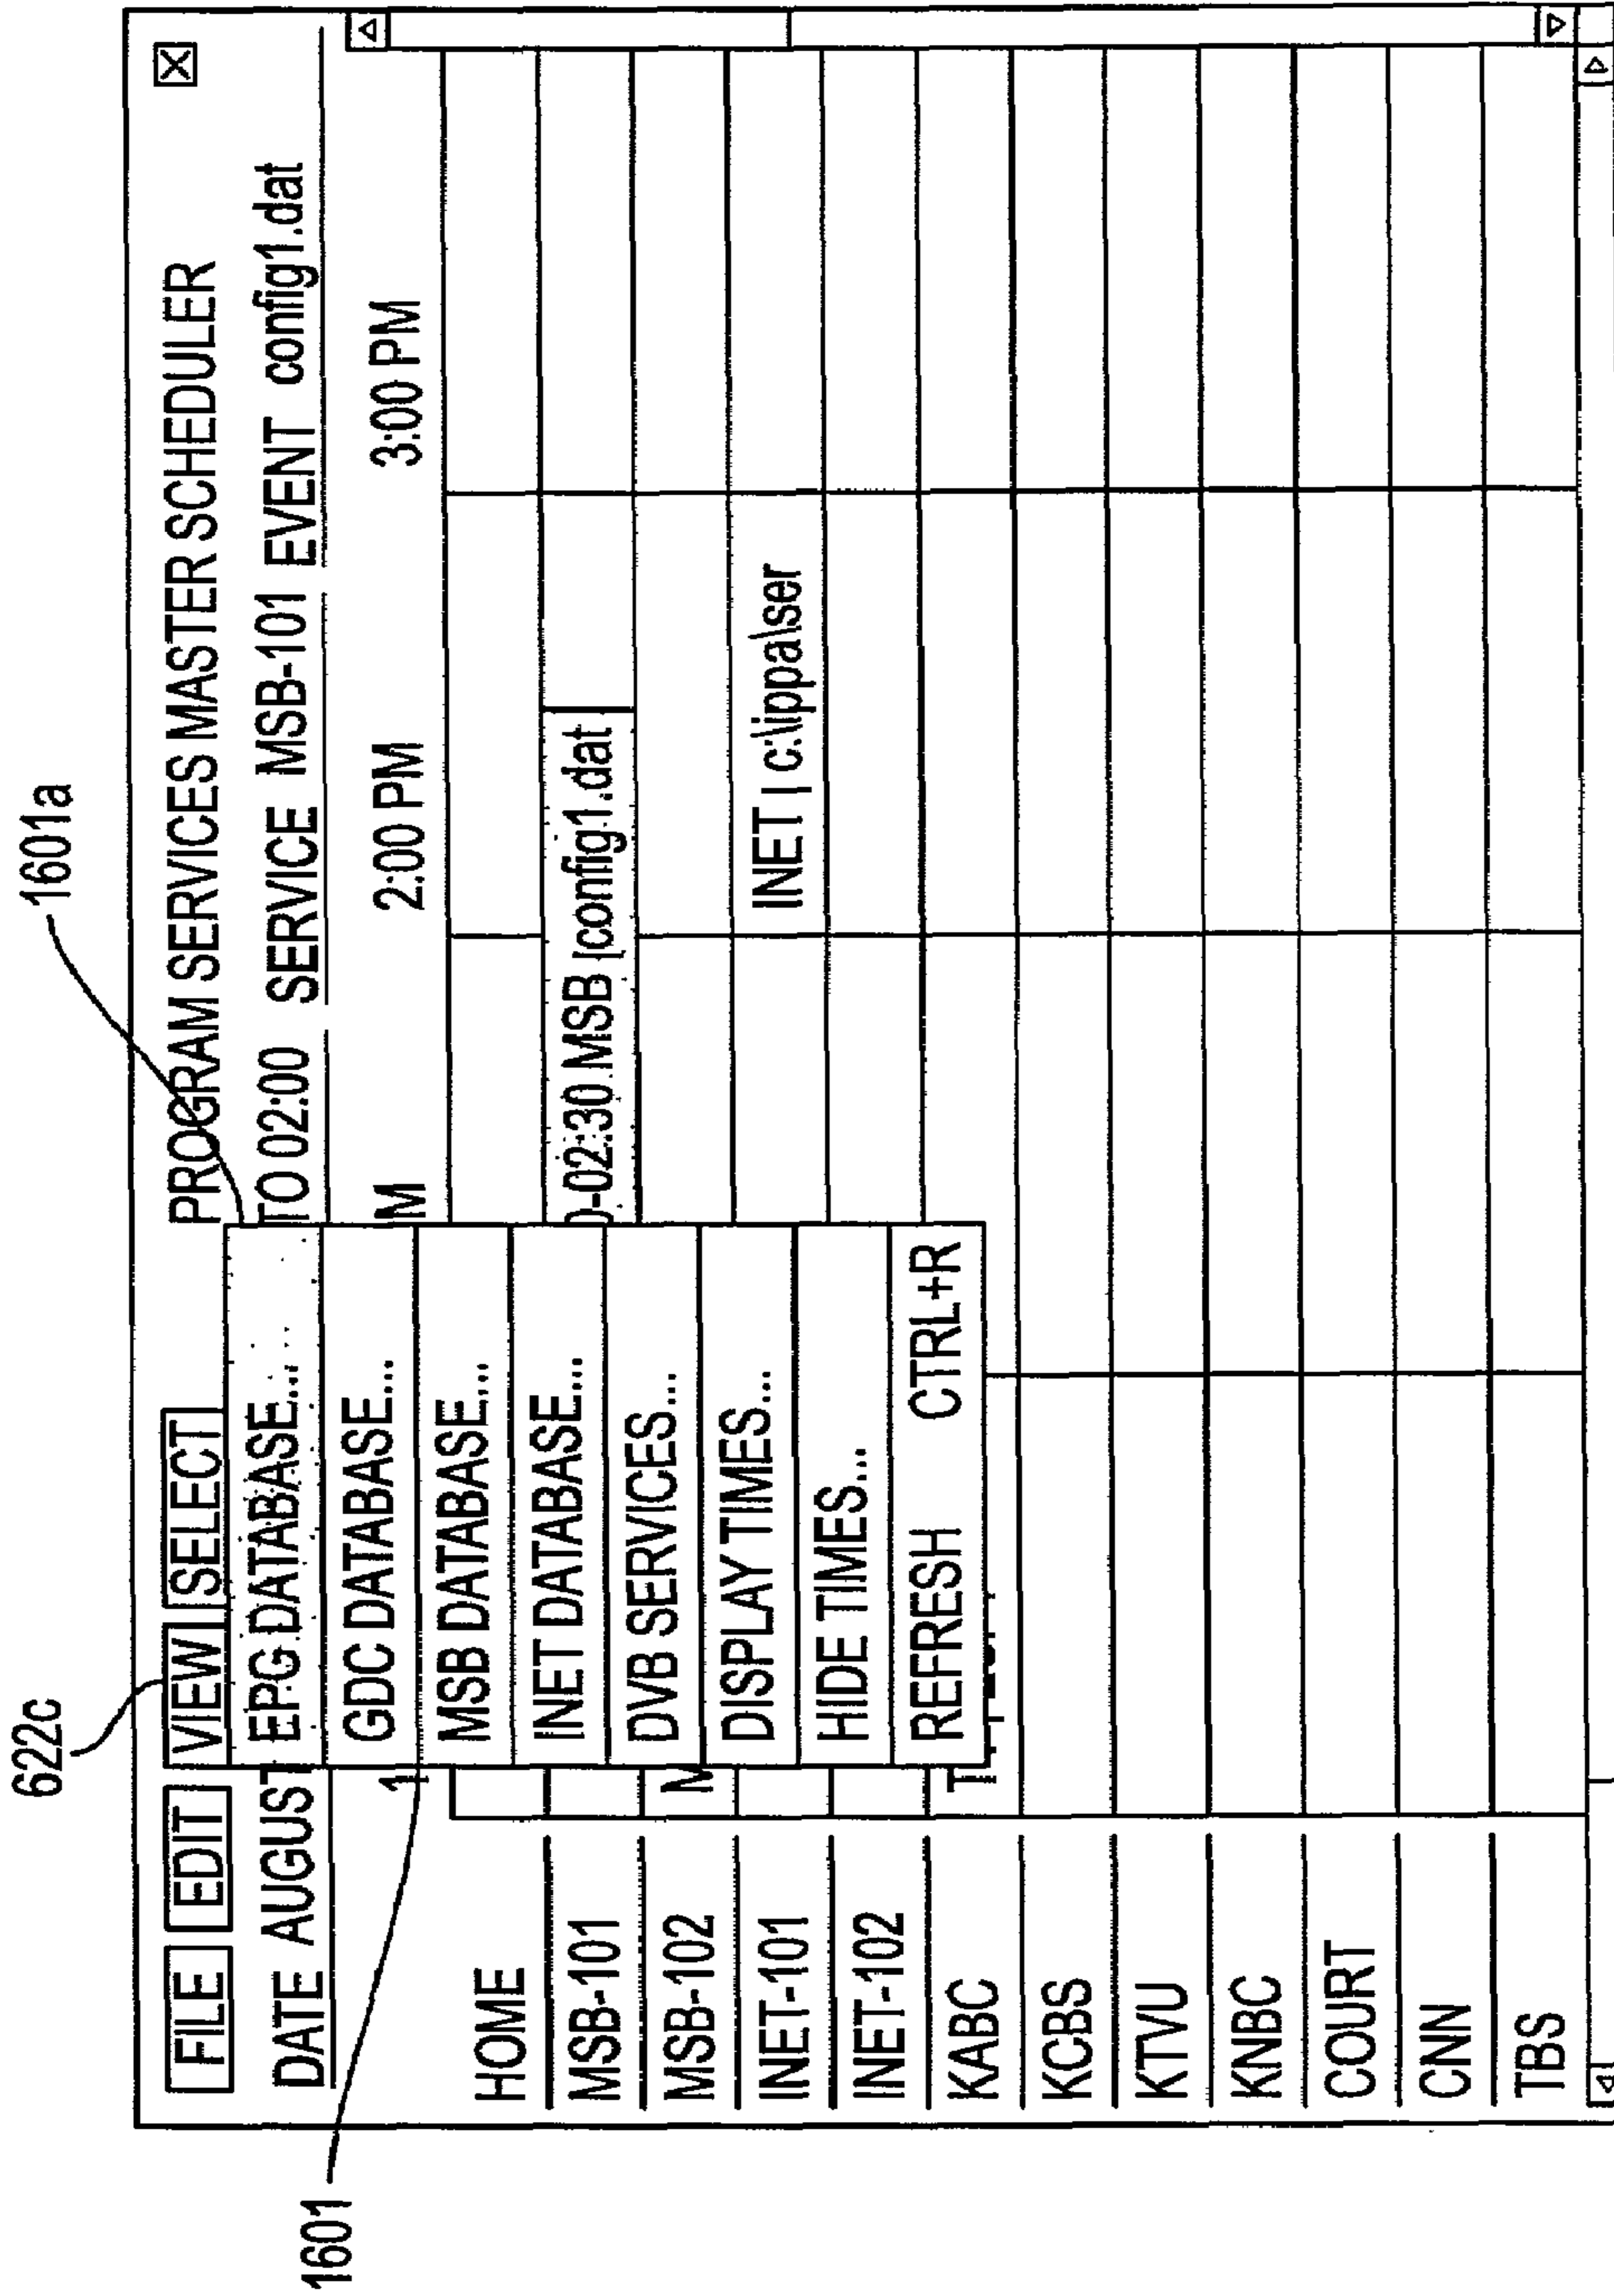 622c
1601a
1601
PROGRAM SERVICES MASTER SCHEDULER
FILE EDIT VIEW SELECT
DATE AUGUST TO 02:00 SERVICE MSB-101 EVENT config1.dat
1 M 2:00 PM 3:00 PM
EPG DATABASE...
GDC DATABASE...
MSB DATABASE...
INET DATABASE...
DVB SERVICES...
DISPLAY TIMES...
HIDE TIMES...
REFRESH CTRL+R
HOME
MSB-101
-02:30 MSB [config1.dat
MSB-102
M
INET-101
INET | c:\ippa\ser
INET-102
KABC
KCBS
KTVU
KNBC
COURT
CNN
TBS